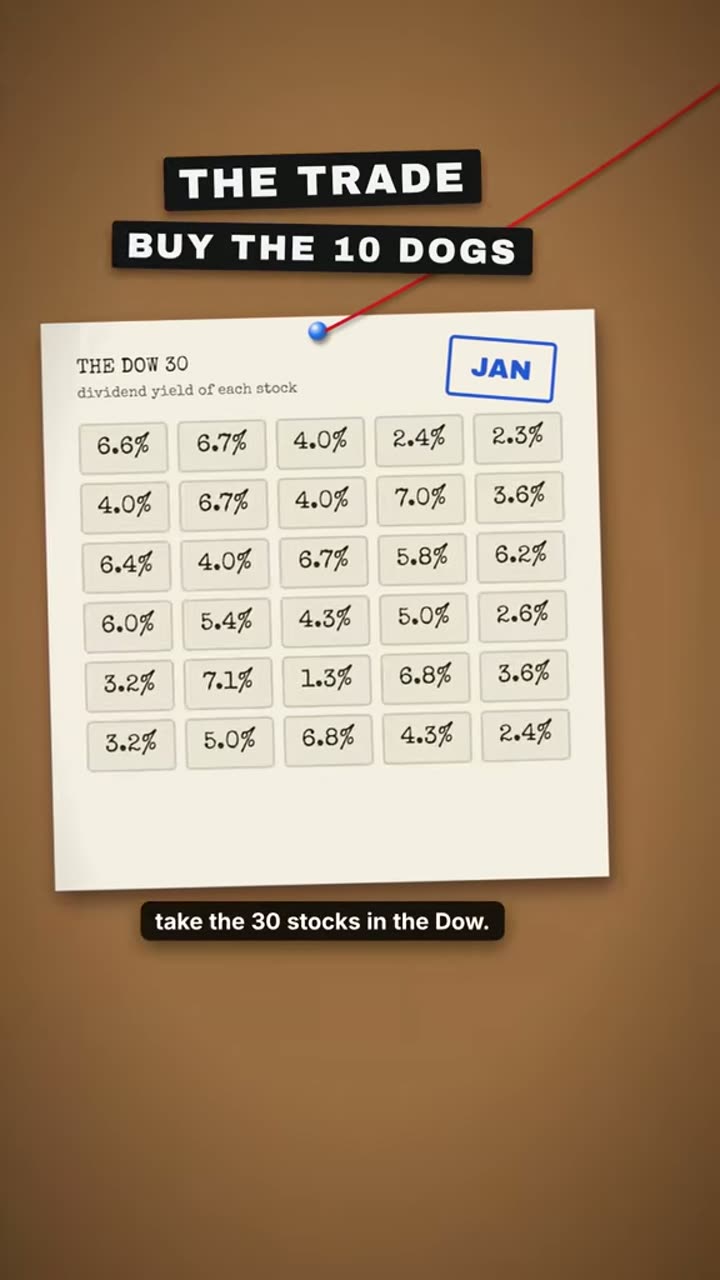 THE TRADE
BUY THE 10 DOGS
THE DOW 30
dividend yield of each stock
JAN
6.6% 6.7% 4.0% 2.4% 2.3%
4.0% 6.7% 4.0% 7.0% 3.6%
6.4% 4.0% 6.7% 5.8% 6.2%
6.0% 5.4% 4.3% 5.0% 2.6%
3.2% 7.1% 1.3% 6.8% 3.6%
3.2% 5.0% 6.8% 4.3% 2.4%
take the 30 stocks in the Dow.